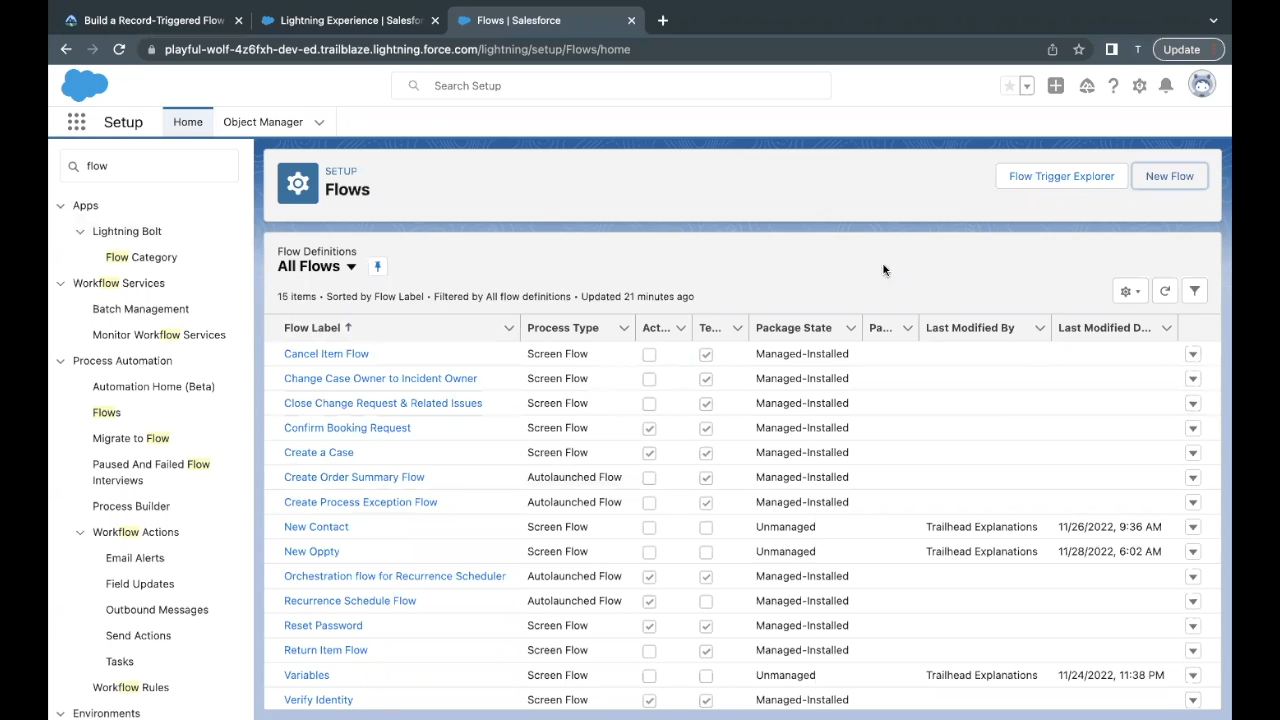 Build a Record-Triggered Flow
Lightning Experience | Salesfor
Flows | Salesforce
playful-wolf-4z6fxh-dev-ed.trailblaze.lightning.force.com/lightning/setup/Flows/home
T
Update
Search Setup
Setup
Home
Object Manager
flow
SETUP
Flows
Flow Trigger Explorer
New Flow
Apps
Lightning Bolt
Flow Category
Workflow Services
Batch Management
Monitor Workflow Services
Process Automation
Automation Home (Beta)
Flows
Migrate to Flow
Paused And Failed Flow
Interviews
Process Builder
Workflow Actions
Email Alerts
Field Updates
Outbound Messages
Send Actions
Tasks
Workflow Rules
Environments
Flow Definitions
All Flows
15 items • Sorted by Flow Label • Filtered by All flow definitions • Updated 21 minutes ago
Flow Label ↑ Process Type Act... Te... Package State Pa... Last Modified By Last Modified D...
Cancel Item Flow Screen Flow Managed-Installed
Change Case Owner to Incident Owner Screen Flow Managed-Installed
Close Change Request & Related Issues Screen Flow Managed-Installed
Confirm Booking Request Screen Flow Managed-Installed
Create a Case Screen Flow Managed-Installed
Create Order Summary Flow Autolaunched Flow Managed-Installed
Create Process Exception Flow Autolaunched Flow Managed-Installed
New Contact Screen Flow Unmanaged Trailhead Explanations 11/26/2022, 9:36 AM
New Oppty Screen Flow Unmanaged Trailhead Explanations 11/28/2022, 6:02 AM
Orchestration flow for Recurrence Scheduler Autolaunched Flow Managed-Installed
Recurrence Schedule Flow Autolaunched Flow Managed-Installed
Reset Password Screen Flow Managed-Installed
Return Item Flow Screen Flow Managed-Installed
Variables Screen Flow Unmanaged Trailhead Explanations 11/24/2022, 11:38 PM
Verify Identity Screen Flow Managed-Installed